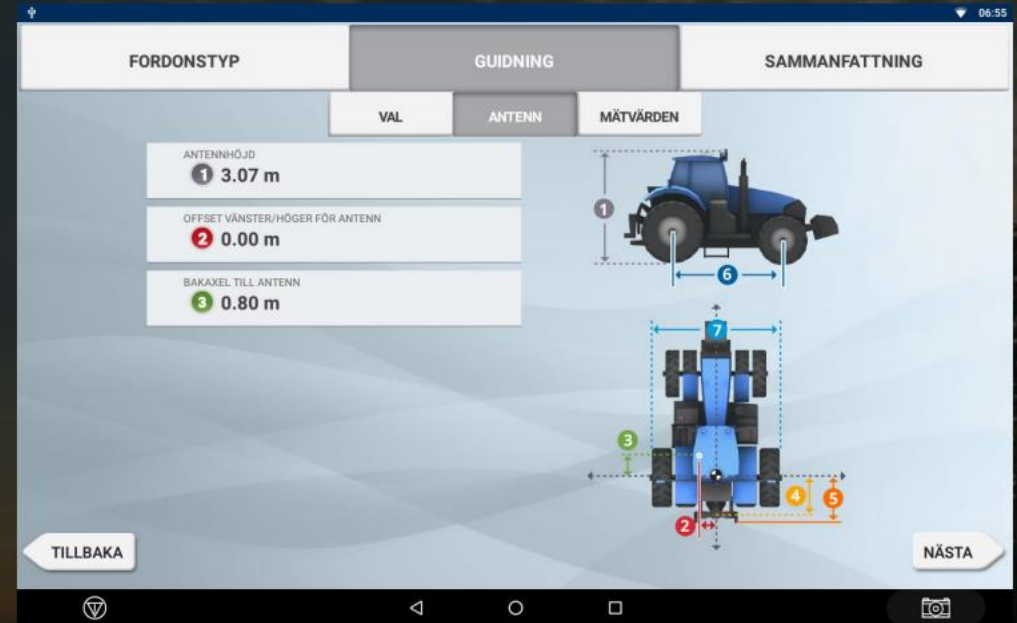 06:55
FORDONSTYP
GUIDNING
SAMMANFATTNING
VAL
ANTENN
MÄTVÄRDEN
ANTENNHÖJD
1 3.07 m
OFFSET VÄNSTER/HÖGER FÖR ANTENN
2 0.00 m
BAKAXEL TILL ANTENN
3 0.80 m
1
6
7
3
4
5
2
TILLBAKA
NÄSTA